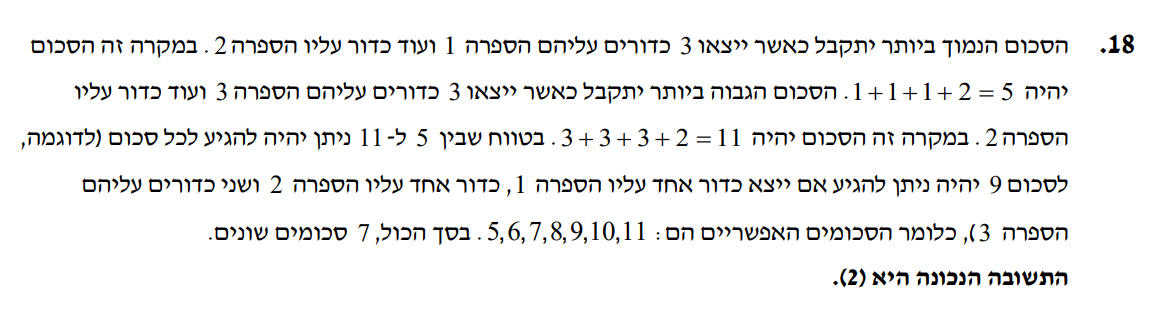 18. הסכום הנמוך ביותר יתקבל כאשר ייצאו 3 כדורים עליהם הספרה 1 ועוד כדור עליו הספרה 2. במקרה זה הסכום
יהיה 1+1+1+2 = 5. הסכום הגבוה ביותר יתקבל כאשר ייצאו 3 כדורים עליהם הספרה 3 ועוד כדור עליו
הספרה 2. במקרה זה הסכום יהיה 3+3+3+2 = 11. בטווח שבין 5 ל- 11 ניתן יהיה להגיע לכל סכום (לדוגמה,
לסכום 9 יהיה ניתן להגיע אם ייצא כדור אחד עליו הספרה 1, כדור אחד עליו הספרה 2 ושני כדורים עליהם
הספרה 3), כלומר הסכומים האפשריים הם: 5,6,7,8,9,10,11. בסך הכול, 7 סכומים שונים.
התשובה הנכונה היא (2).